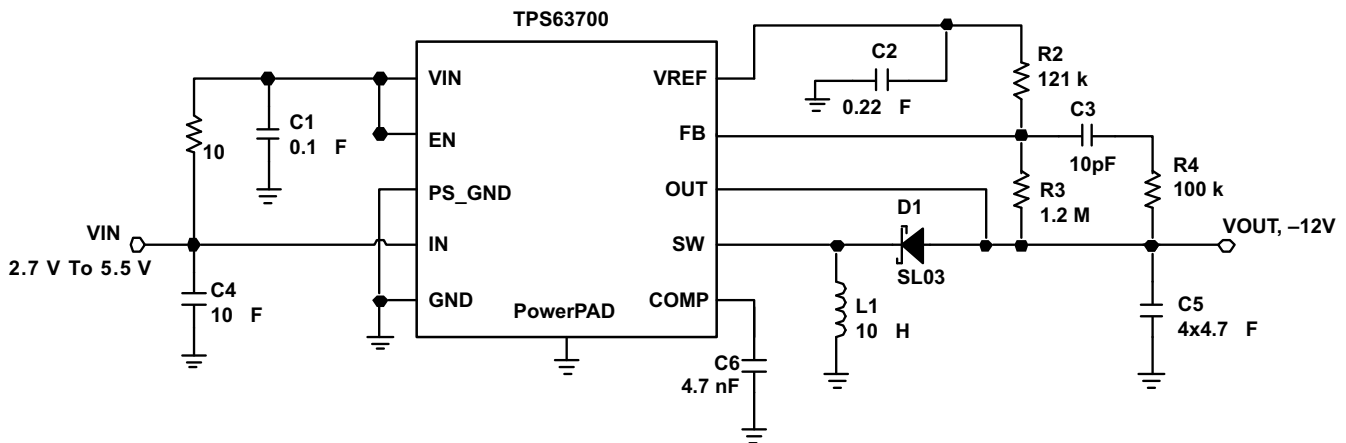 TPS63700
VIN
EN
PS_GND
IN
GND
VREF
FB
OUT
SW
COMP
PowerPAD
10
C1
0.1 F
VIN
2.7 V To 5.5 V
C4
10 F
C2
0.22 F
R2
121 k
C3
10pF
R4
100 k
R3
1.2 M
D1
SL03
VOUT, –12V
L1
10 H
C5
4x4.7 F
C6
4.7 nF